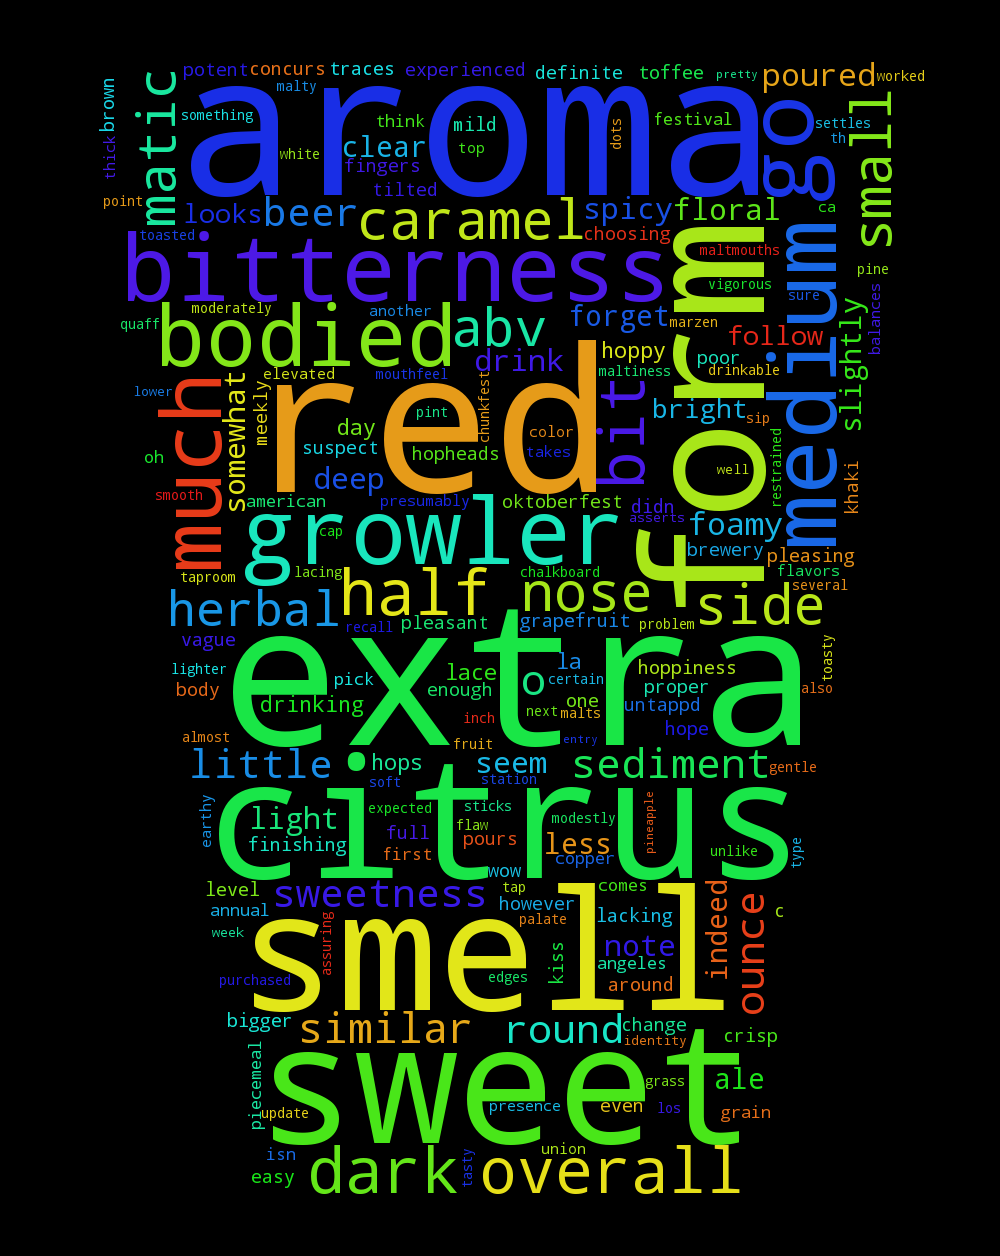 potent concurs traces experienced definite toffee pretty poured worked
malty
brown
matic
aroma
go
small
something
think
mild
dots
festival
settles
thick
white
clear
top
th
fingers
tilted
point
looks
beer
caramel
spicy
floral
ca
toasted
choosing
bitterness
form
medium
maltmouths
pine
vigorous
sure
balances
moderately
quaff
bodied
another
abv
forget
marzen
follow
slightly
drink
hoppy
poor
elevated
mouthfeel
maltiness
drinkable
lower
much
somewhat
meekly
red
chunkfest
bit
pint
bright
sip
day
color
oh
suspect
hopheads
takes
well
restrained
deep
khaki
smooth
american
presumably
oktoberfest
didn
asserts
foamy
cap
growler
brewery
pleasing
taproom
lacing
chalkboard
flavors
half
nose
several
herbal
side
recall
pleasant
grapefruit
problem
vague
extra
toasty
lighter
pick
lace
o
la
hoppiness
body
enough
certain
proper
also
drinking
one
untappd
inch
next
malts
hope
almost
fruit
entry
little
hops
seem
sediment
gentle
soft
station
citrus
earthy
light
expected
sticks
modestly
pineapple
full
flaw
finishing
first
pours
less
unlike
type
copper
wow
level
sweetness
tap
comes
indeed
ounce
annual
however
c
palate
lacking
week
assuring
smell
kiss
note
angeles
purchased
edges
around
bigger
similar
round
change
crisp
identity
piecemeal
sweet
grass
ale
update
presence
even
los
grain
isn
union
easy
dark
tasty
overall